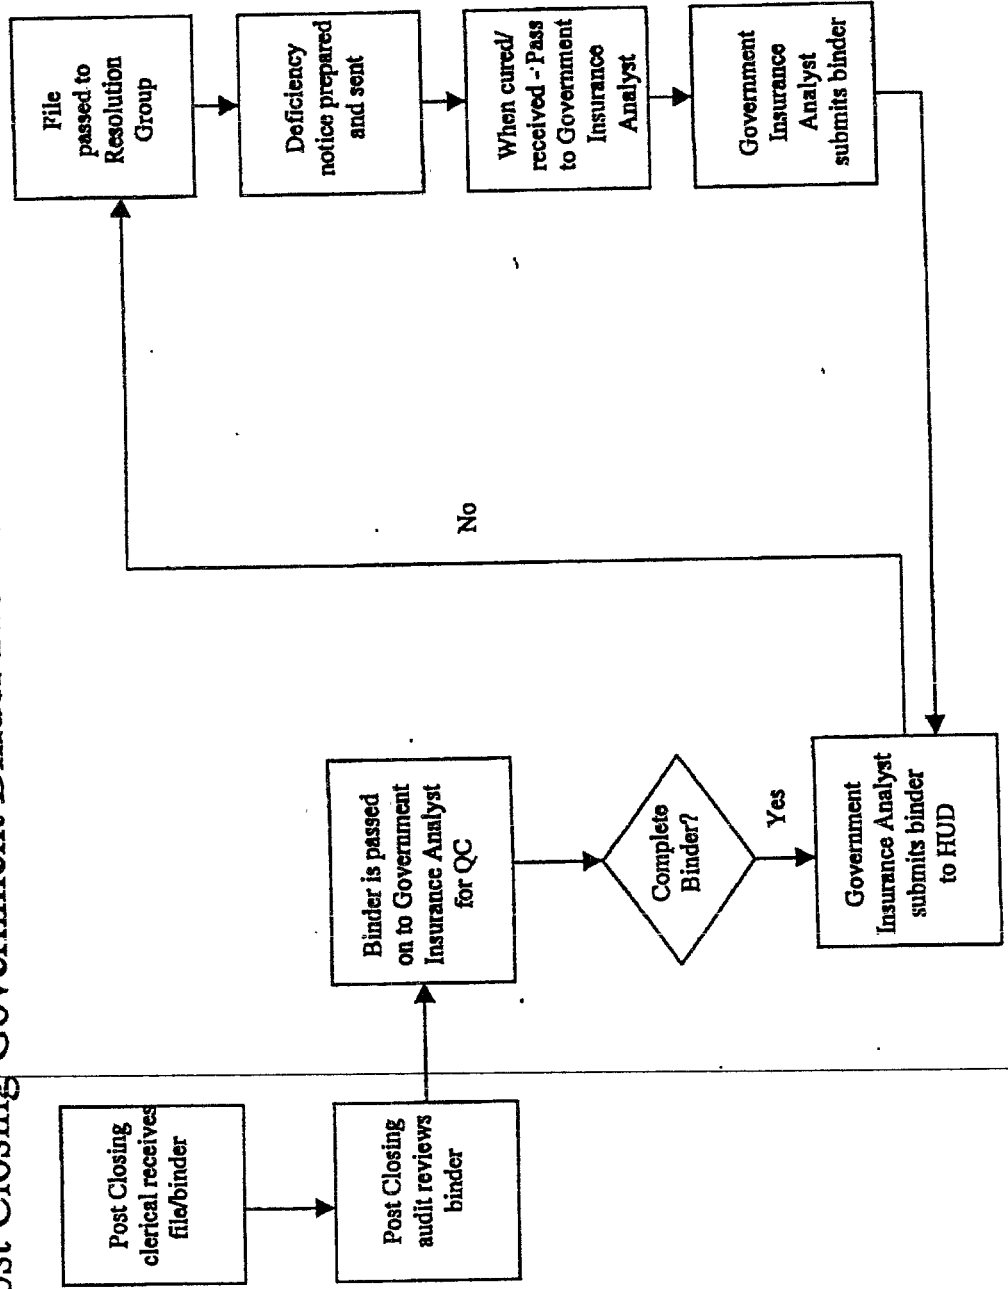 Closing Government
Post Closing
clerical receives
file/binder
Post Closing
audit reviews
binder
Binder is passed
on to Government
Insurance Analyst
for QC
Complete
Binder?
Yes
Government
Insurance Analyst
submits binder
to HUD
No
File
passed to
Resolution
Group
Deficiency
notice prepared
and sent
When cured/
received - Pass
to Government
Insurance
Analyst
Government
Insurance
Analyst
submits binder